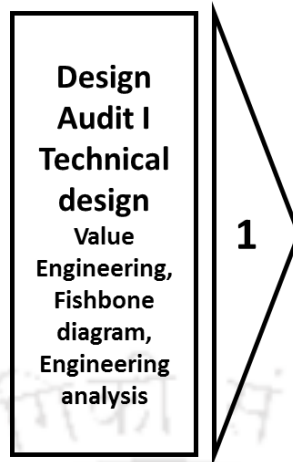 Design
Audit I
Technical
design
Value
Engineering,
Fishbone
diagram,
Engineering
analysis
1